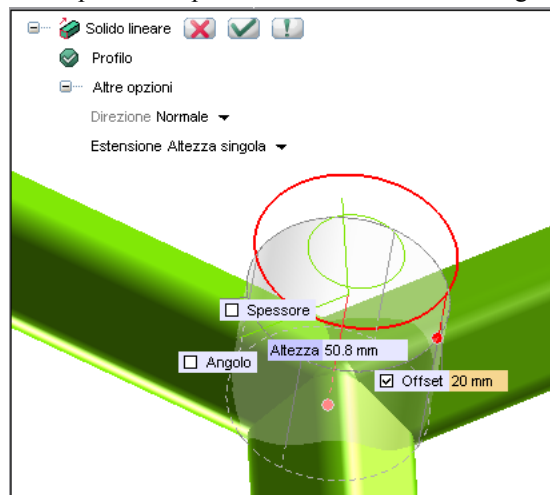 Solido lineare
Profilo
Altre opzioni
Direzione Normale
Estensione Altezza singola
Spessore
Altezza 50.8 mm
Angolo
Offset 20 mm